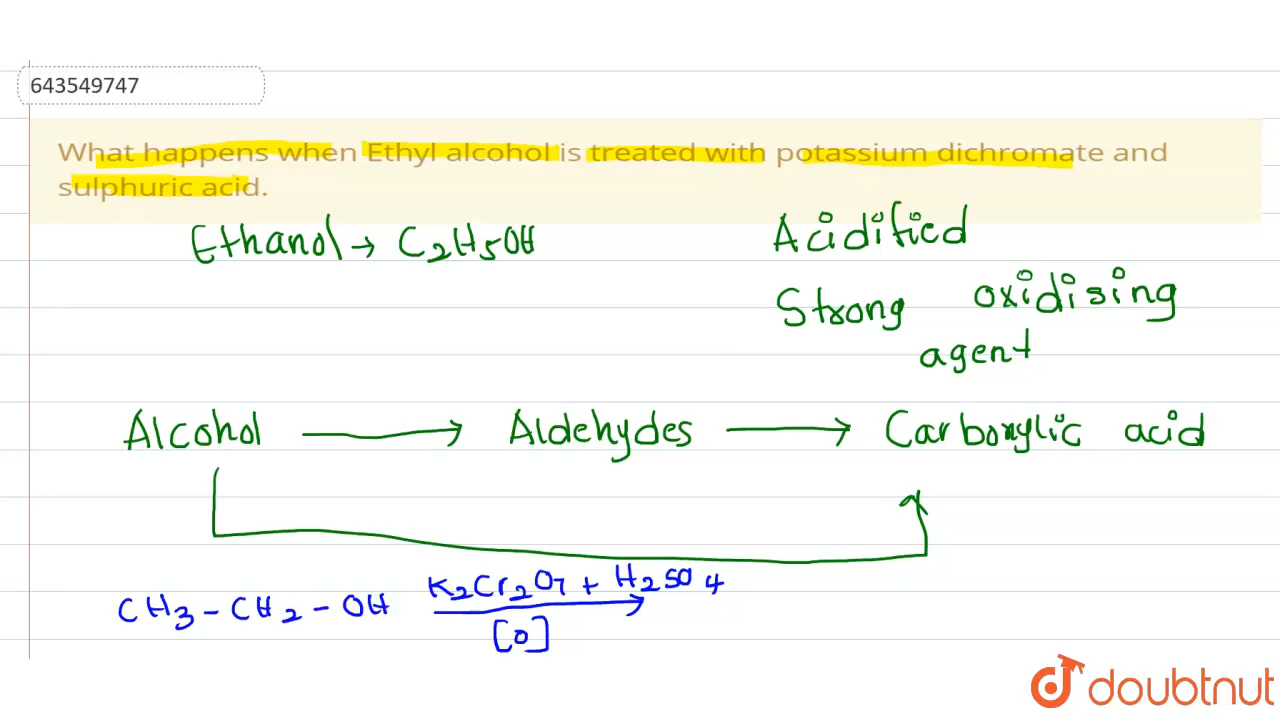 643549747
What happens when Ethyl alcohol is treated with potassium dichromate and
sulphuric acid.
Ethanol → C2H5OH
Acidified
Strong oxidising
agent
Alcohol → Aldehydes → Carboxylic acid
K2Cr2O7 + H2SO4
CH3 - CH2 - OH →
[O]
doubtnut